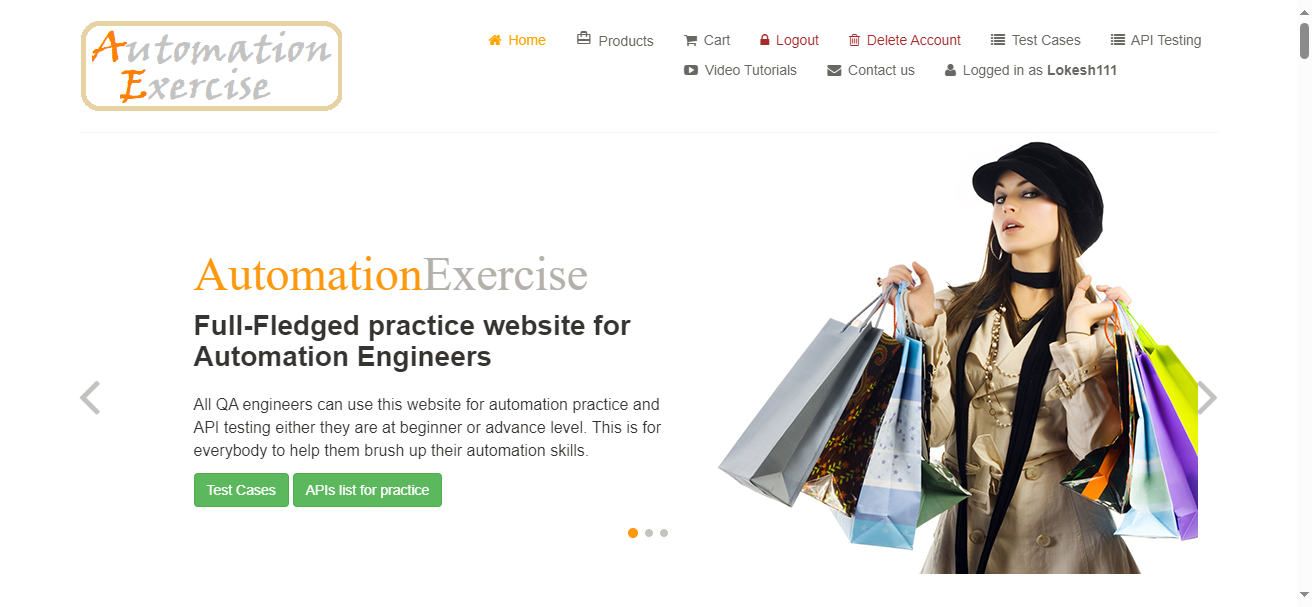 Automation
Exercise
Home Products Cart Logout Delete Account Test Cases API Testing
Video Tutorials Contact us Logged in as Lokesh111
AutomationExercise
Full-Fledged practice website for
Automation Engineers
All QA engineers can use this website for automation practice and
API testing either they are at beginner or advance level. This is for
everybody to help them brush up their automation skills.
Test Cases APIs list for practice